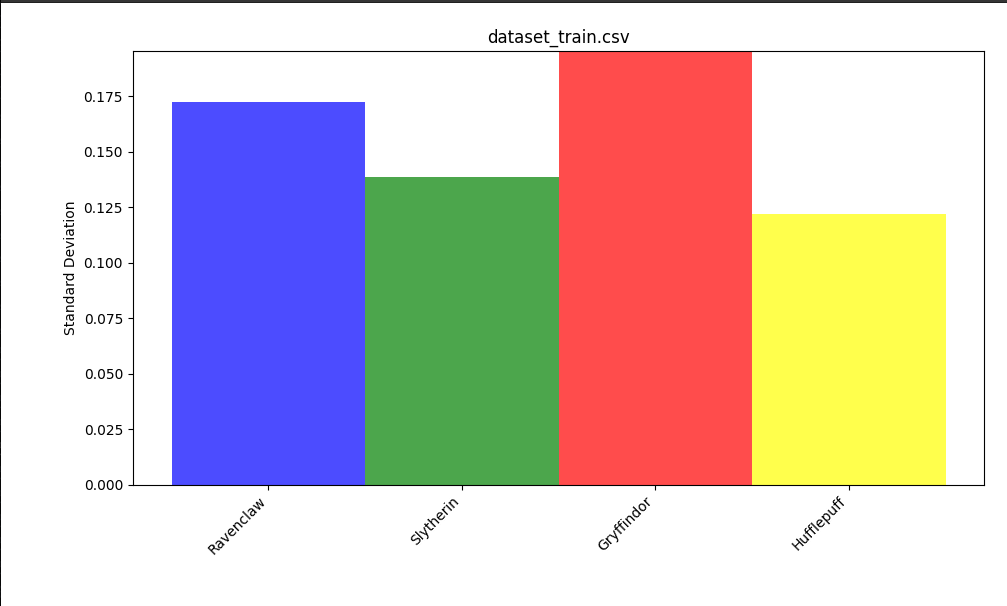 dataset_train.csv
Standard Deviation
0.175
0.150
0.125
0.100
0.075
0.050
0.025
0.000
Ravenclaw
Slytherin
Gryffindor
Hufflepuff